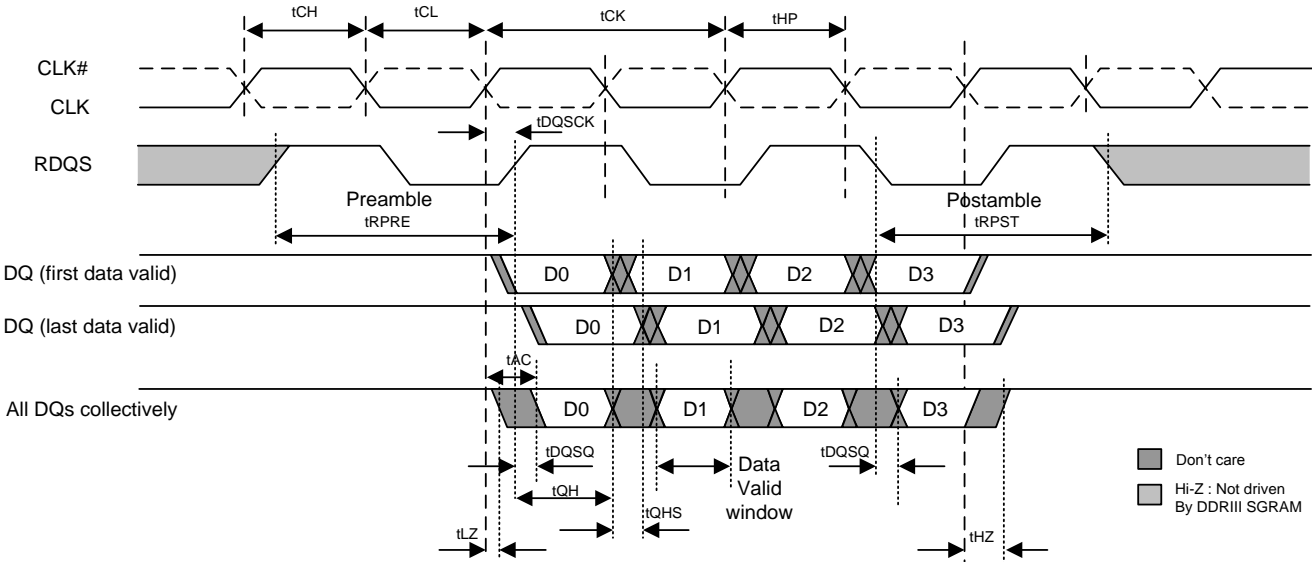 tCH
tCL
tCK
tHP
CLK#
CLK
tDQSCK
RDQS
Preamble
tRPRE
Postamble
tRPST
DQ (first data valid)
D0
D1
D2
D3
DQ (last data valid)
D0
D1
D2
D3
tAC
All DQs collectively
D0
D1
D2
D3
tDQSQ
Data
Valid
window
tDQSQ
tQH
tQHS
tLZ
tHZ
Don't care
Hi-Z : Not driven
By DDRIII SGRAM